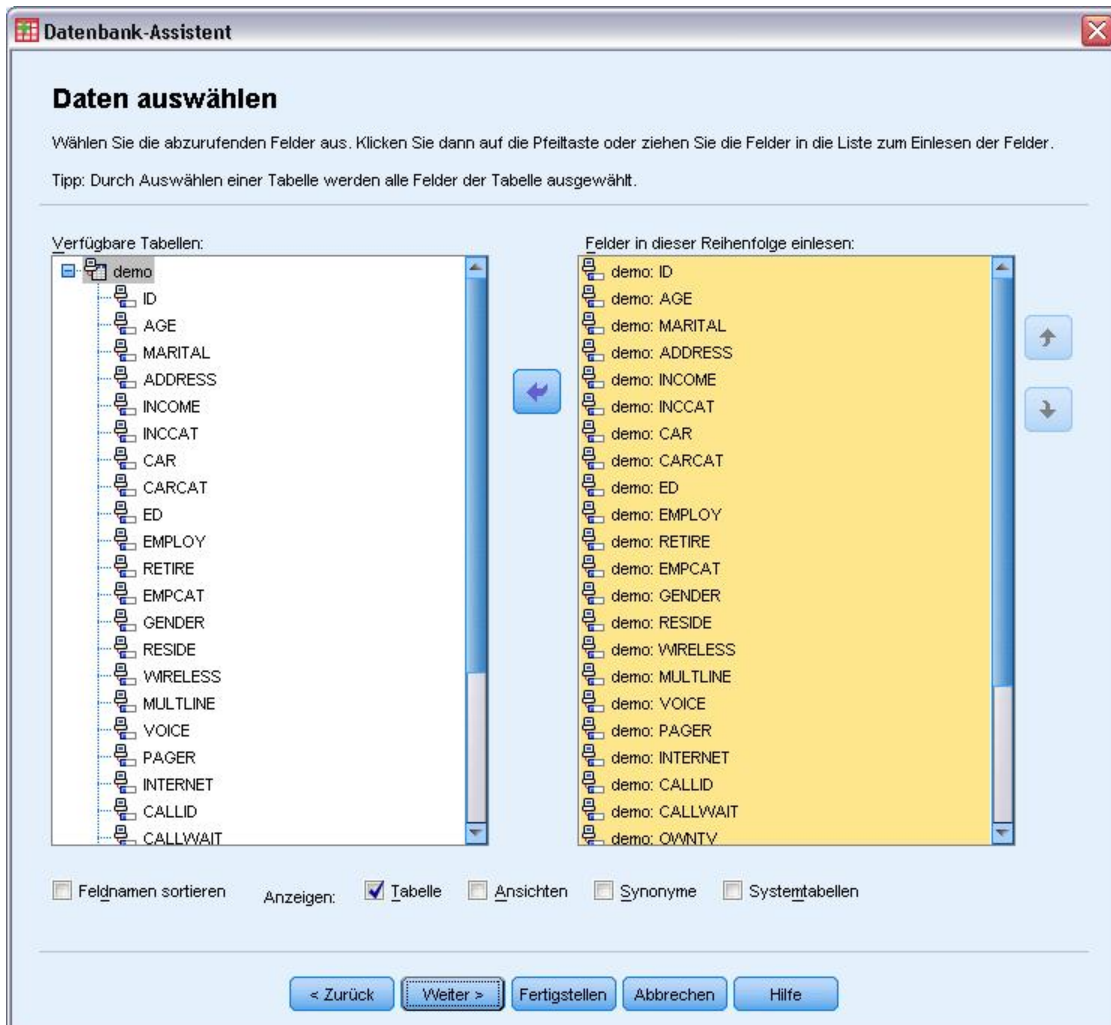 Datenbank-Assistent
Daten auswählen
Wählen Sie die abzurufenden Felder aus. Klicken Sie dann auf die Pfeiltaste oder ziehen Sie die Felder in die Liste zum Einlesen der Felder.
Tipp: Durch Auswählen einer Tabelle werden alle Felder der Tabelle ausgewählt.
Verfügbare Tabellen:
demo
ID
AGE
MARITAL
ADDRESS
INCOME
INCCAT
CAR
CARCAT
ED
EMPLOY
RETIRE
EMPCAT
GENDER
RESIDE
WIRELESS
MULTLINE
VOICE
PAGER
INTERNET
CALLID
CALLWAIT
Felder in dieser Reihenfolge einlesen:
demo: ID
demo: AGE
demo: MARITAL
demo: ADDRESS
demo: INCOME
demo: INCCAT
demo: CAR
demo: CARCAT
demo: ED
demo: EMPLOY
demo: RETIRE
demo: EMPCAT
demo: GENDER
demo: RESIDE
demo: WIRELESS
demo: MULTLINE
demo: VOICE
demo: PAGER
demo: INTERNET
demo: CALLID
demo: CALLWAIT
demo: OWNTV
Feldnamen sortieren Anzeigen: Tabelle Ansichten Synonyme Systemtabellen
< Zurück Weiter > Fertigstellen Abbrechen Hilfe